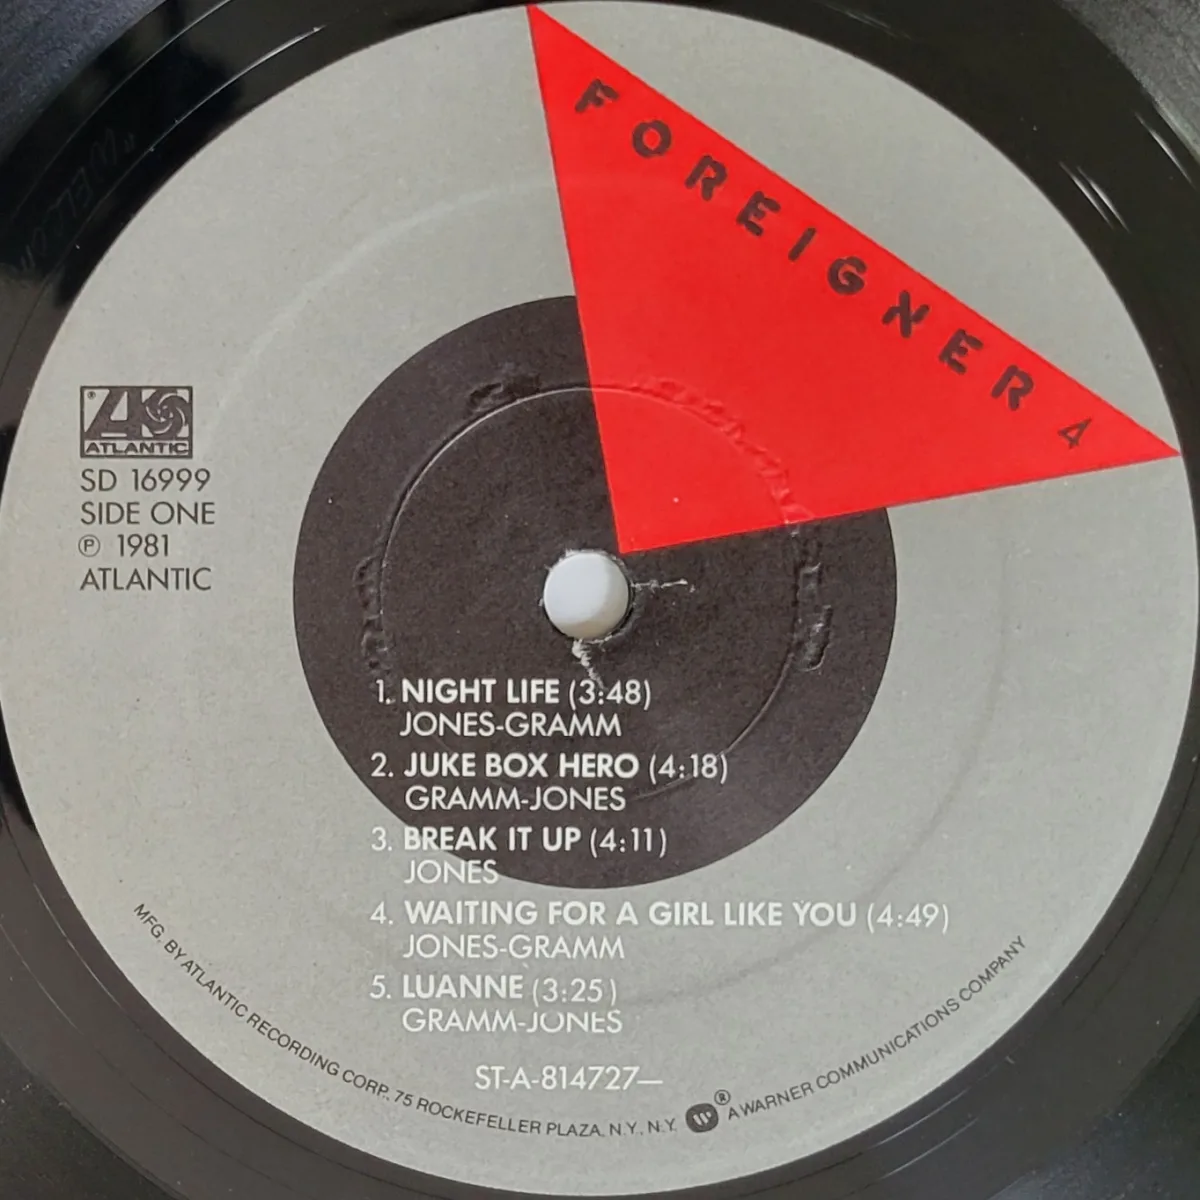 FOREIGNER 4
ATLANTIC
SD 16999
SIDE ONE
℗ 1981
ATLANTIC
1. NIGHT LIFE (3:48)
JONES-GRAMM
2. JUKE BOX HERO (4:18)
GRAMM-JONES
3. BREAK IT UP (4:11)
JONES
4. WAITING FOR A GIRL LIKE YOU (4:49)
JONES-GRAMM
5. LUANNE (3:25)
GRAMM-JONES
ST-A-814727—
MFG. BY ATLANTIC RECORDING CORP., 75 ROCKEFELLER PLAZA, N.Y., N.Y. ® A WARNER COMMUNICATIONS COMPANY